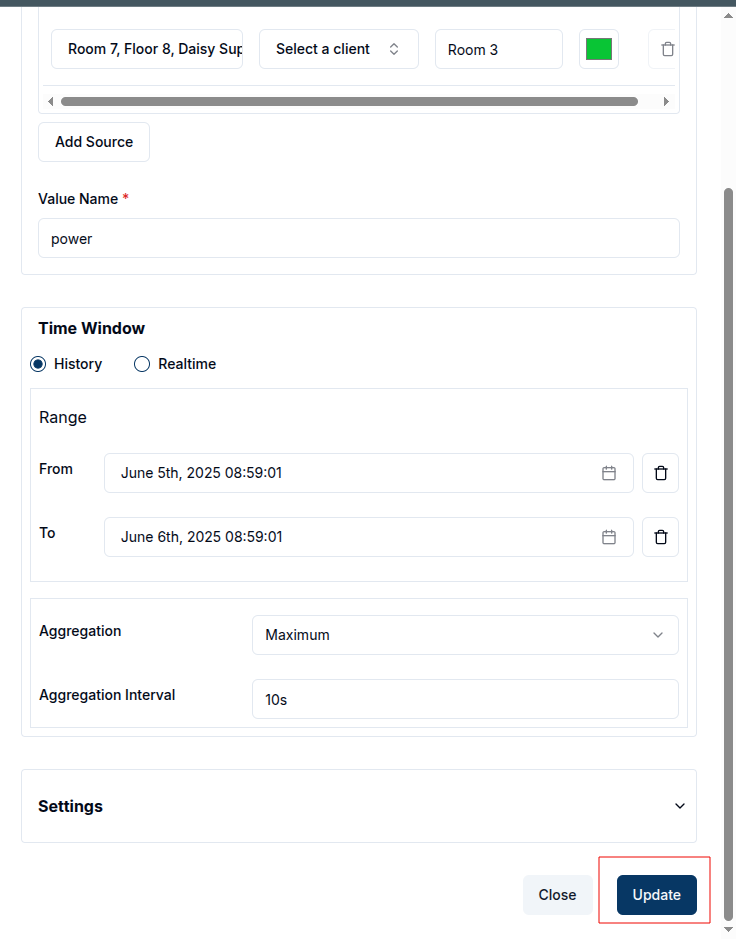 Room 7, Floor 8, Daisy Sup
Select a client
Room 3
Add Source
Value Name *
power
Time Window
History
Realtime
Range
From
June 5th, 2025 08:59:01
To
June 6th, 2025 08:59:01
Aggregation
Maximum
Aggregation Interval
10s
Settings
Close
Update